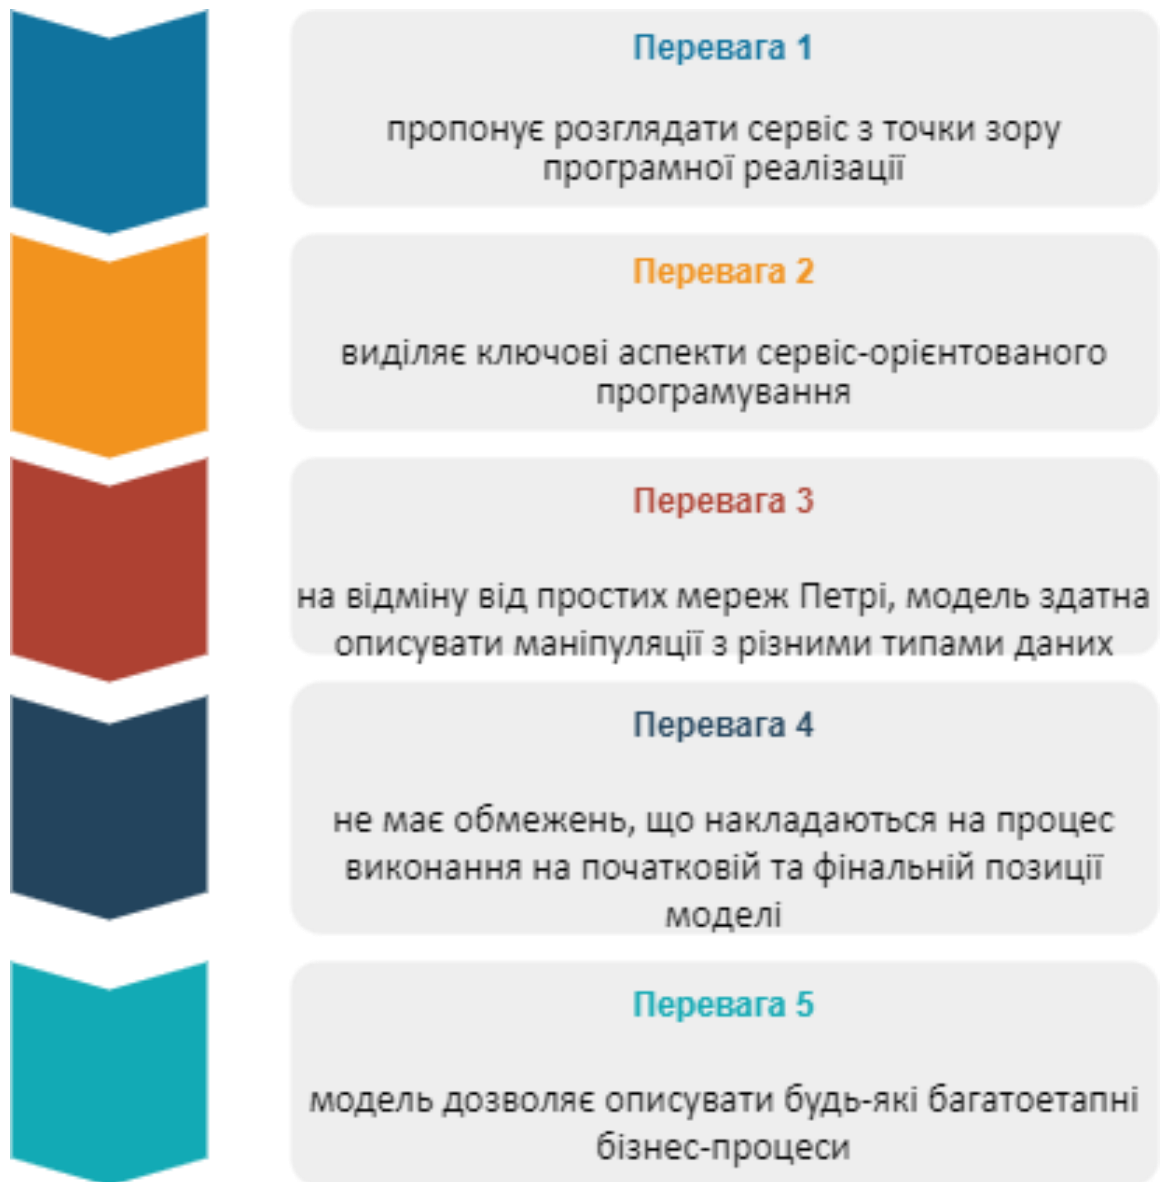 Перевага 1
пропонує розглядати сервіс з точки зору
програмної реалізації
Перевага 2
виділяє ключові аспекти сервіс-орієнтованого
програмування
Перевага 3
на відміну від простих мереж Петрі, модель здатна
описувати маніпуляції з різними типами даних
Перевага 4
не має обмежень, що накладаються на процес
виконання на початковій та фінальній позиції
моделі
Перевага 5
модель дозволяє описувати будь-які багатоетапні
бізнес-процеси